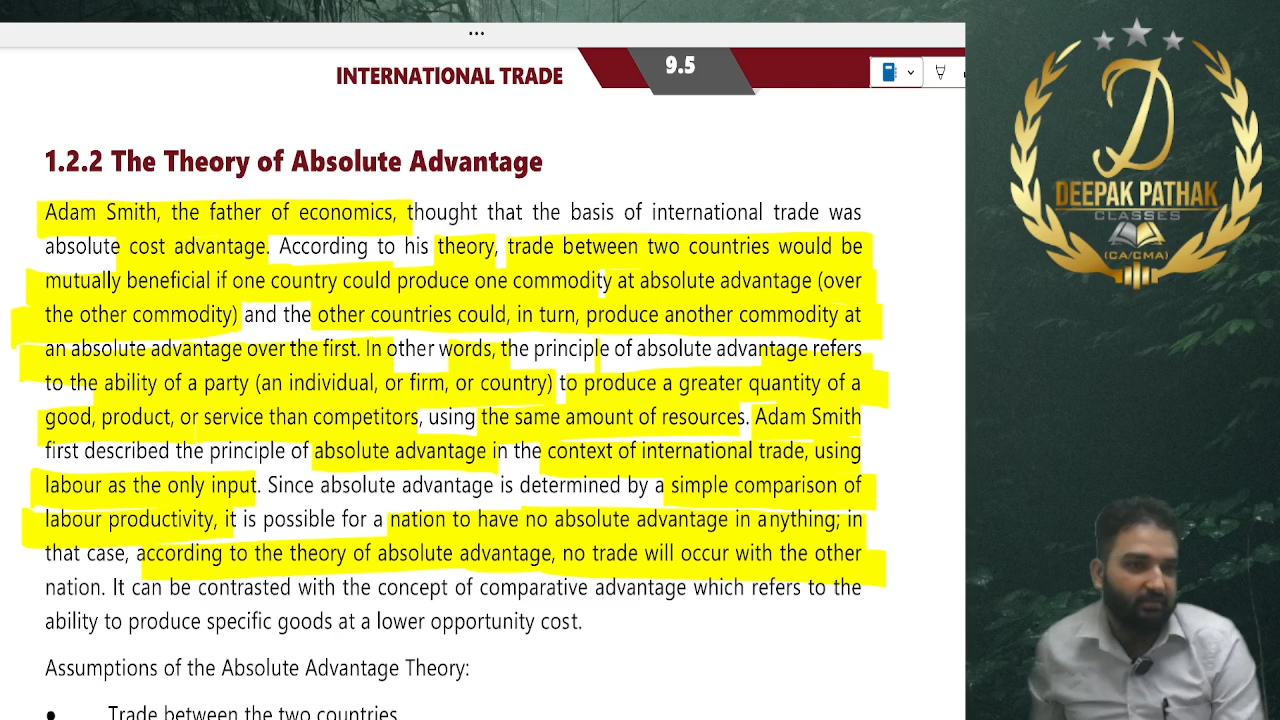 ...
INTERNATIONAL TRADE
9.5
1.2.2 The Theory of Absolute Advantage
Adam Smith, the father of economics, thought that the basis of international trade was
absolute cost advantage. According to his theory, trade between two countries would be
mutually beneficial if one country could produce one commodity at absolute advantage (over
the other commodity) and the other countries could, in turn, produce another commodity at
an absolute advantage over the first. In other words, the principle of absolute advantage refers
to the ability of a party (an individual, or firm, or country) to produce a greater quantity of a
good, product, or service than competitors, using the same amount of resources. Adam Smith
first described the principle of absolute advantage in the context of international trade, using
labour as the only input. Since absolute advantage is determined by a simple comparison of
labour productivity, it is possible for a nation to have no absolute advantage in anything; in
that case, according to the theory of absolute advantage, no trade will occur with the other
nation. It can be contrasted with the concept of comparative advantage which refers to the
ability to produce specific goods at a lower opportunity cost.
Assumptions of the Absolute Advantage Theory:
• Trade between the two countries
D
DEEPAK PATHAK
CLASSES
(CA/CMA)